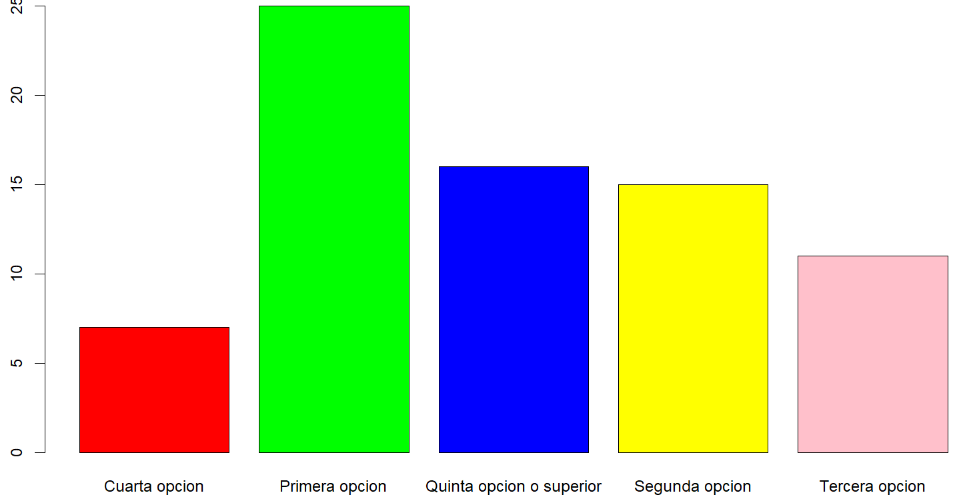 25
20
15
10
5
0
Cuarta opcion
Primera opcion
Quinta opcion o superior
Segunda opcion
Tercera opcion